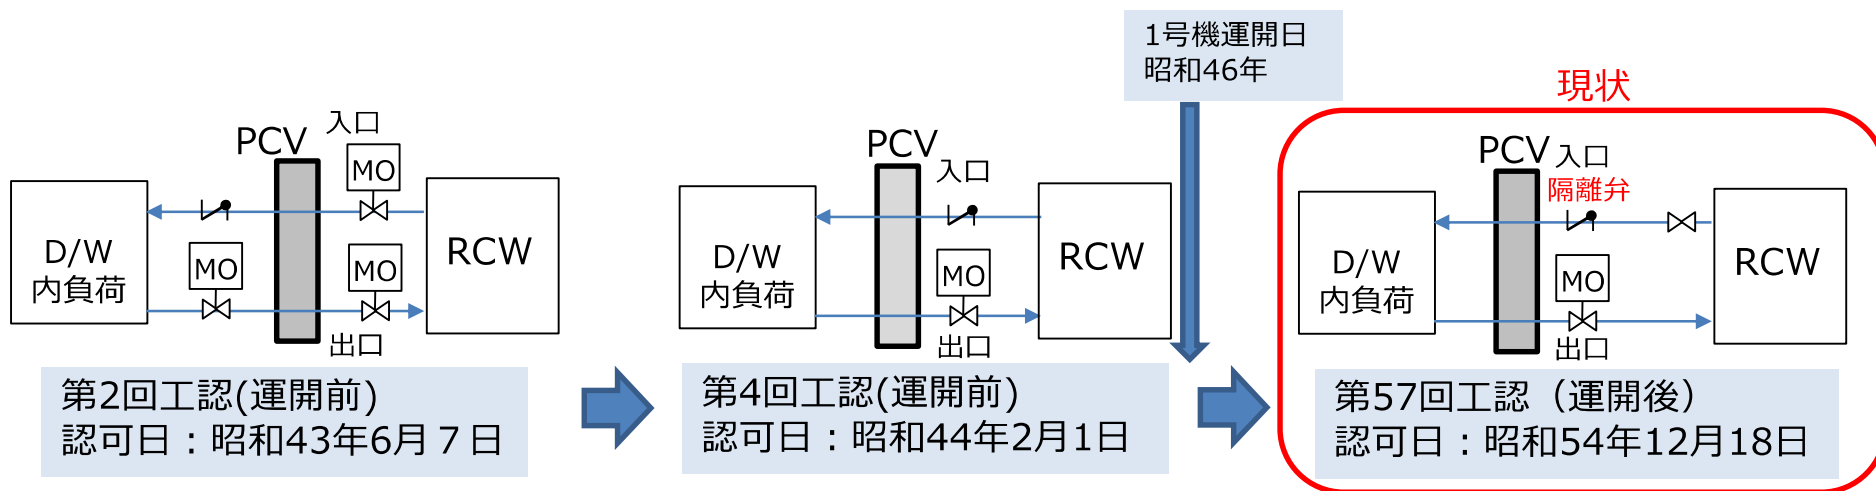 1号機運開日
昭和46年
現状
PCV
入口
MO
D/W
内負荷
MO
MO
RCW
出口
第2回工認(運開前)
認可日：昭和43年6月７日
PCV
入口
D/W
内負荷
MO
RCW
出口
第4回工認(運開前)
認可日：昭和44年2月1日
PCV
入口
隔離弁
D/W
内負荷
MO
RCW
出口
第57回工認（運開後）
認可日：昭和54年12月18日